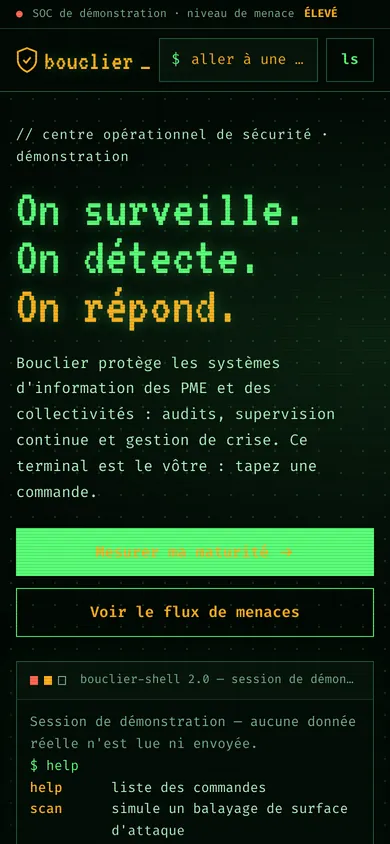 SOC de démonstration · niveau de menace ÉLEVÉ
bouclier _
$ aller à une …
ls
// centre opérationnel de sécurité ·
démonstration
On surveille.
On détecte.
On répond.
Bouclier protège les systèmes
d'information des PME et des
collectivités : audits, supervision
continue et gestion de crise. Ce
terminal est le vôtre : tapez une
commande.
Mesurer ma maturité →
Voir le flux de menaces
bouclier-shell 2.0 — session de démon…
Session de démonstration — aucune donnée
réelle n'est lue ni envoyée.
$ help
help liste des commandes
scan simule un balayage de surface
d'attaque